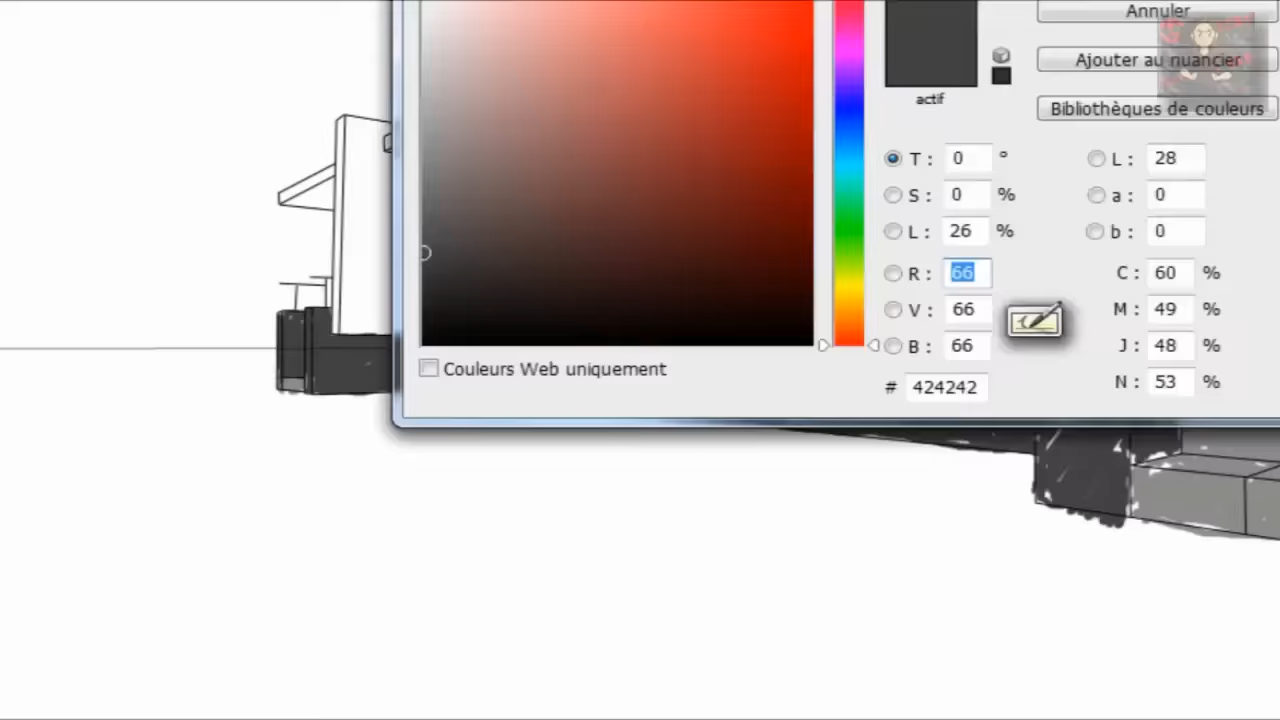 Annuler
Ajouter au nuancier
actif
Bibliothèques de couleurs
T : 0 ° L : 28
S : 0 % a : 0
L : 26 % b : 0
R : 66 C : 60 %
V : 66 M : 49 %
B : 66 J : 48 %
Couleurs Web uniquement
# 424242 N : 53 %